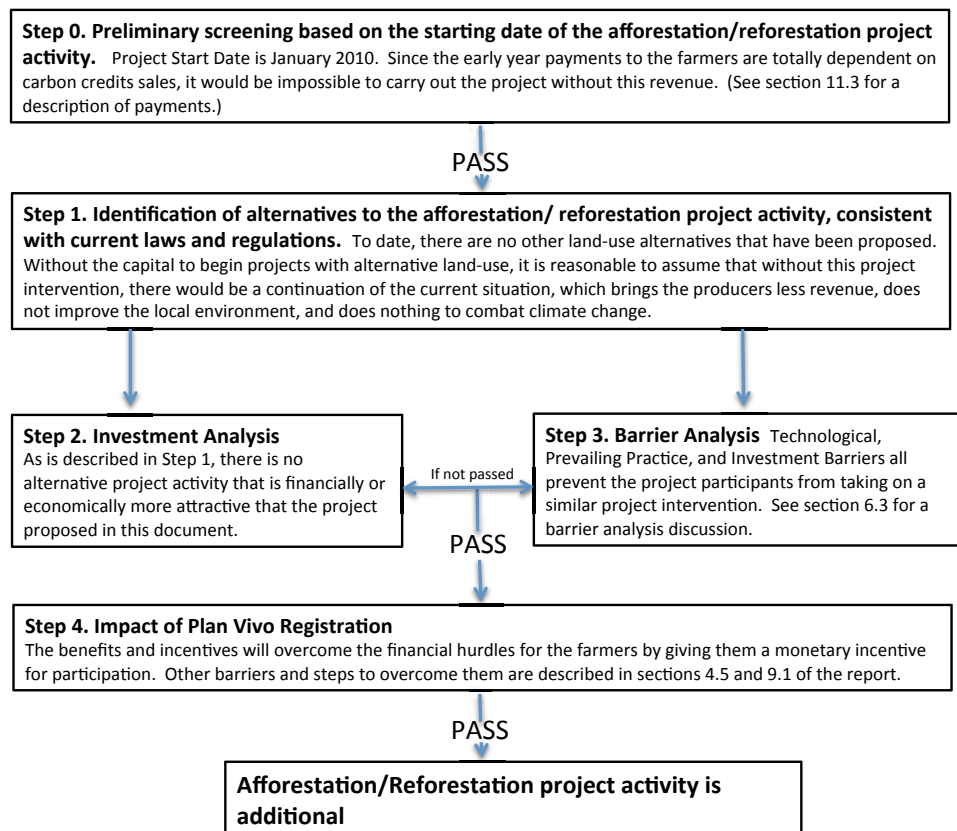 Step 0. Preliminary screening based on the starting date of the afforestation/reforestation project
activity. Project Start Date is January 2010. Since the early year payments to the farmers are totally dependent on
carbon credits sales, it would be impossible to carry out the project without this revenue. (See section 11.3 for a
description of payments.)
PASS
Step 1. Identification of alternatives to the afforestation/ reforestation project activity, consistent
with current laws and regulations. To date, there are no other land-use alternatives that have been proposed.
Without the capital to begin projects with alternative land-use, it is reasonable to assume that without this project
intervention, there would be a continuation of the current situation, which brings the producers less revenue, does
not improve the local environment, and does nothing to combat climate change.
Step 2. Investment Analysis
As is described in Step 1, there is no
alternative project activity that is financially or
economically more attractive that the project
proposed in this document.
If not passed
Step 3. Barrier Analysis Technological,
Prevailing Practice, and Investment Barriers all
prevent the project participants from taking on a
similar project intervention. See section 6.3 for a
barrier analysis discussion.
PASS
Step 4. Impact of Plan Vivo Registration
The benefits and incentives will overcome the financial hurdles for the farmers by giving them a monetary incentive
for participation. Other barriers and steps to overcome them are described in sections 4.5 and 9.1 of the report.
PASS
Afforestation/Reforestation project activity is
additional